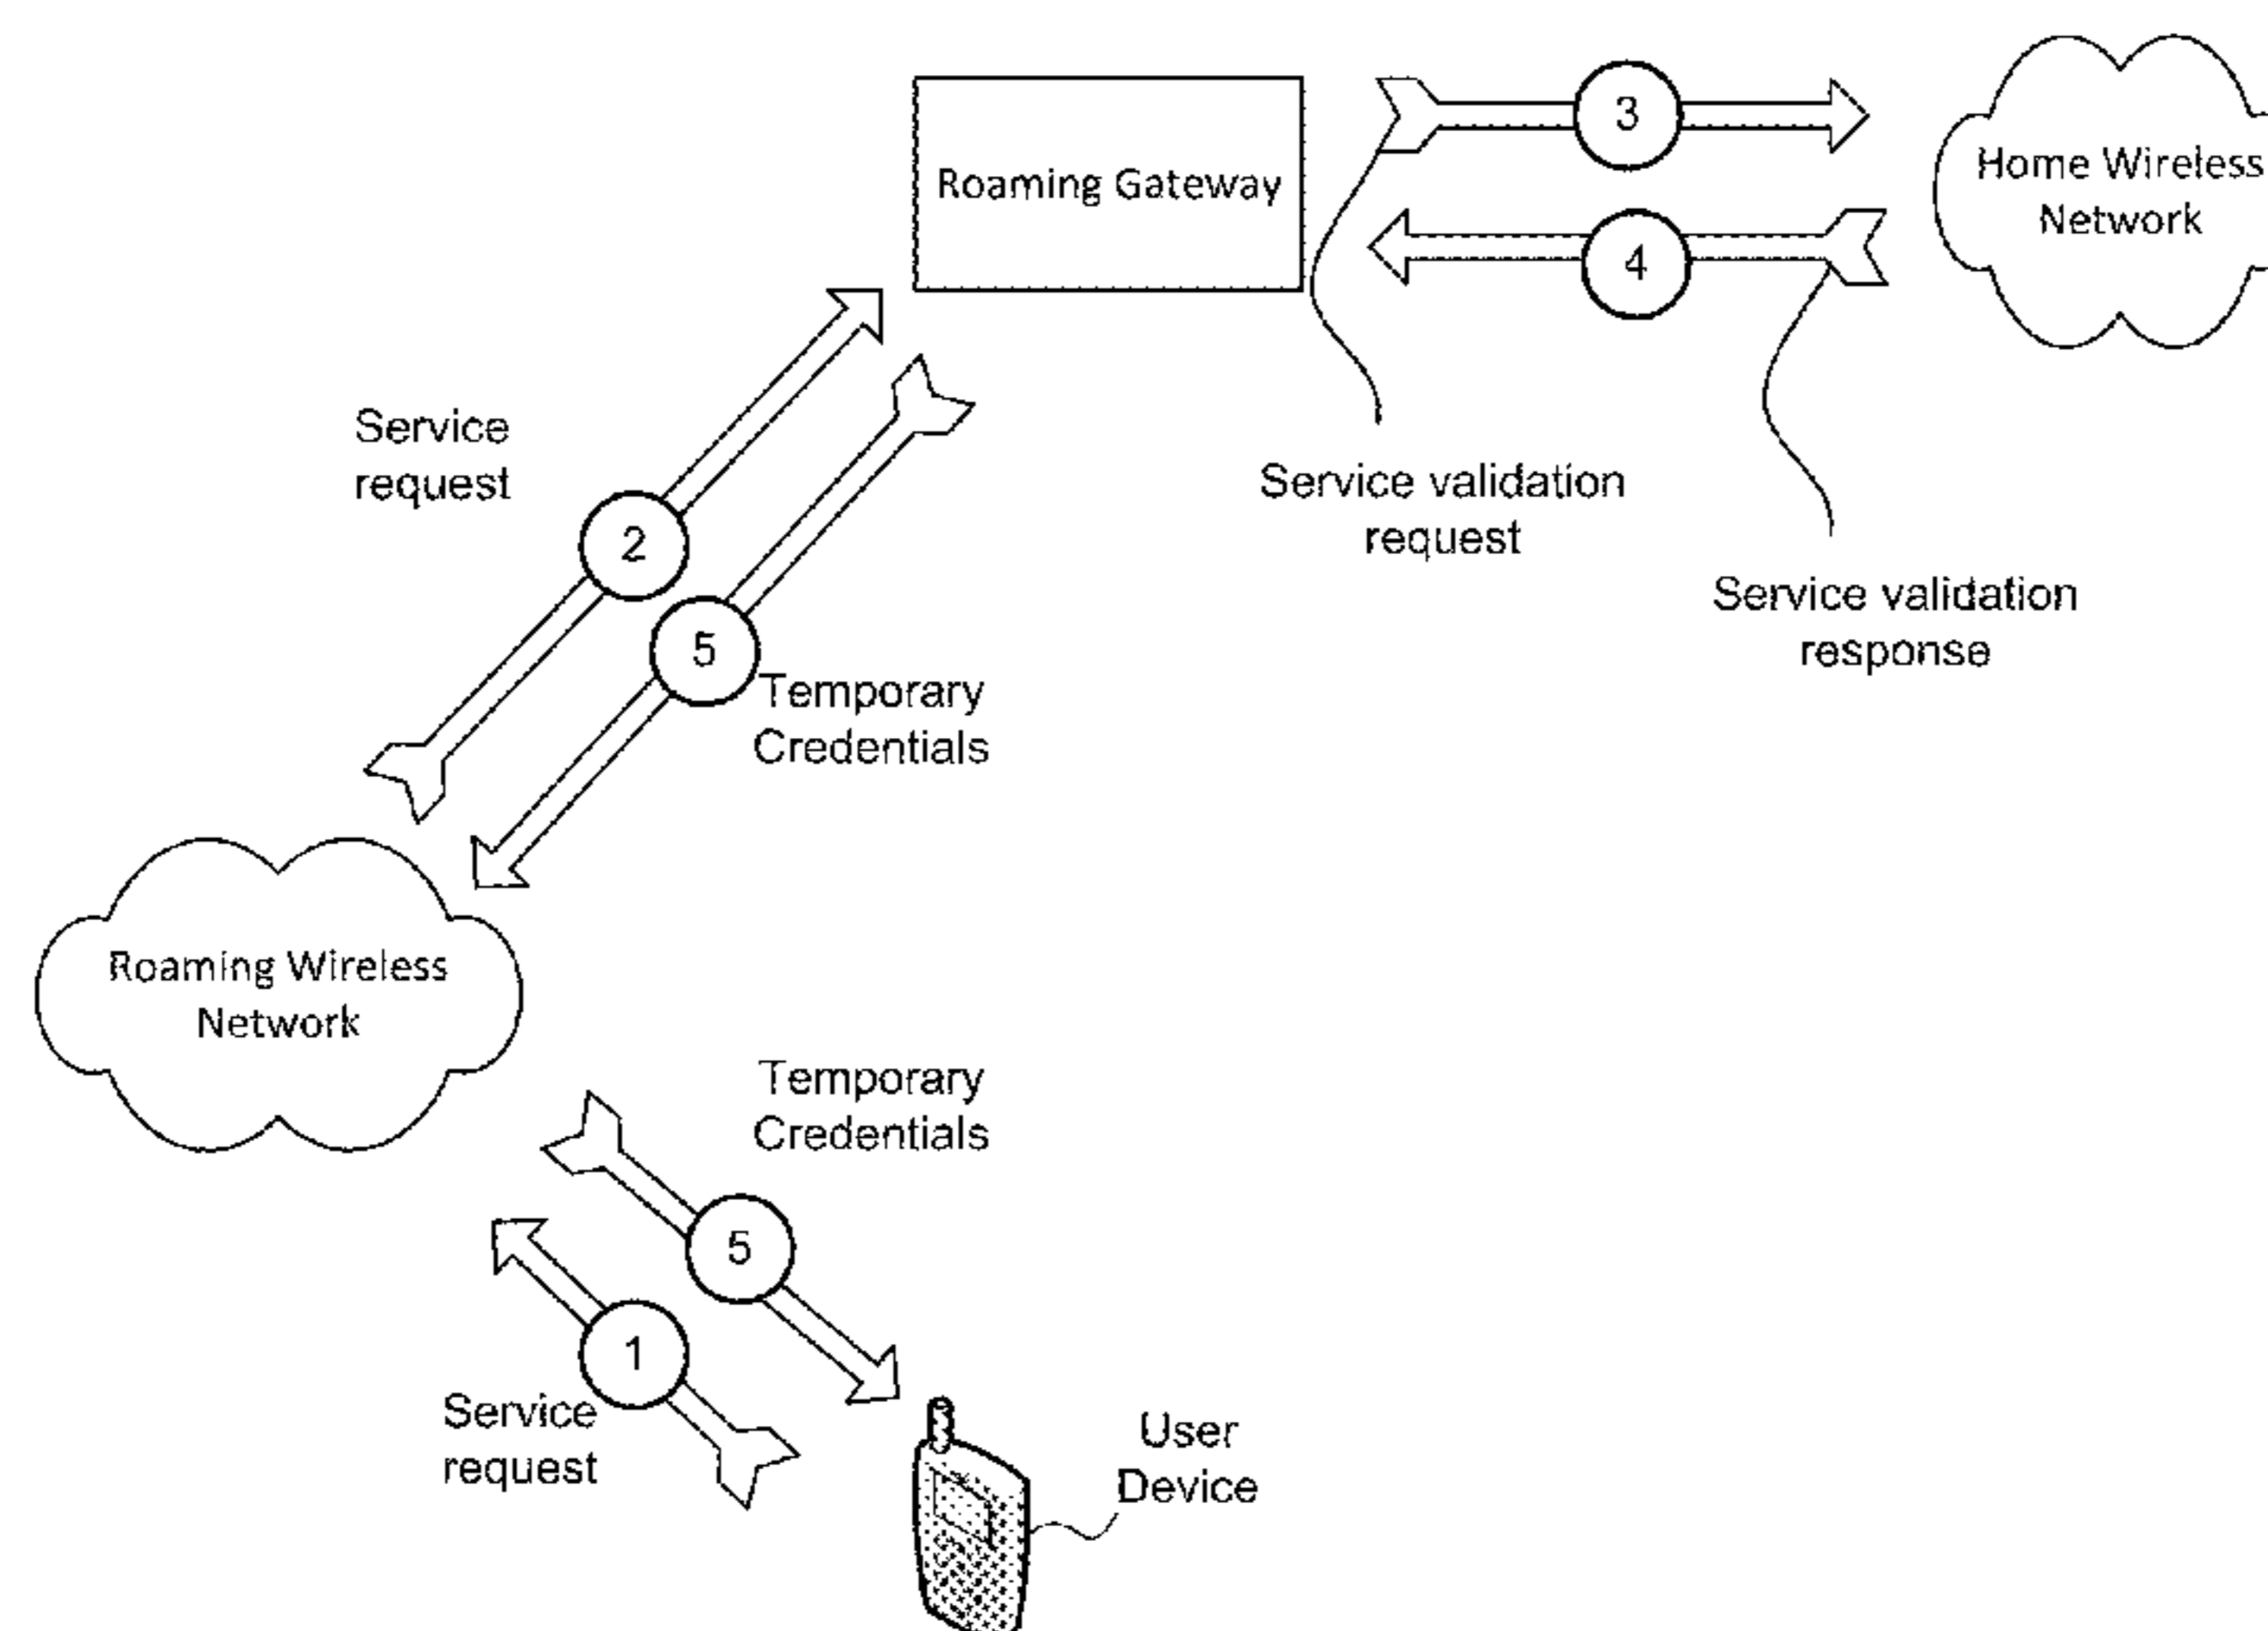 3
Home Wireless
Network
Roaming Gateway
4
Service
request
Service validation
request
2
Service validation
response
5
Temporary
Credentials
Roaming Wireless
Network
Temporary
Credentials
5
1
Service
request
User
Device